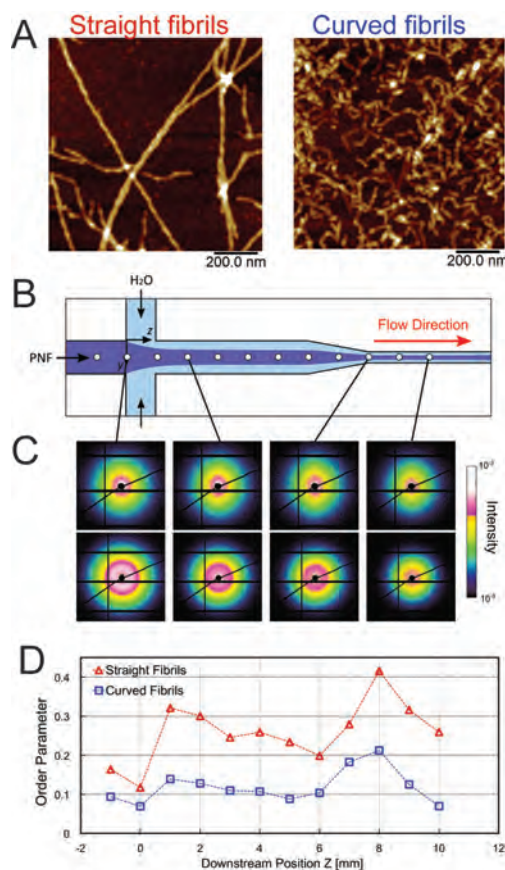 A
Straight fibrils
Curved fibrils
200.0 nm
200.0 nm
B
H₂O
z
PNF
y
Flow Direction
C
10⁻²
Intensity
D
Straight Fibrils
Curved Fibrils
Order Parameter
0.4
0.3
0.2
0.1
0
-2
0
2
4
6
8
10
12
Downstream Position Z [mm]